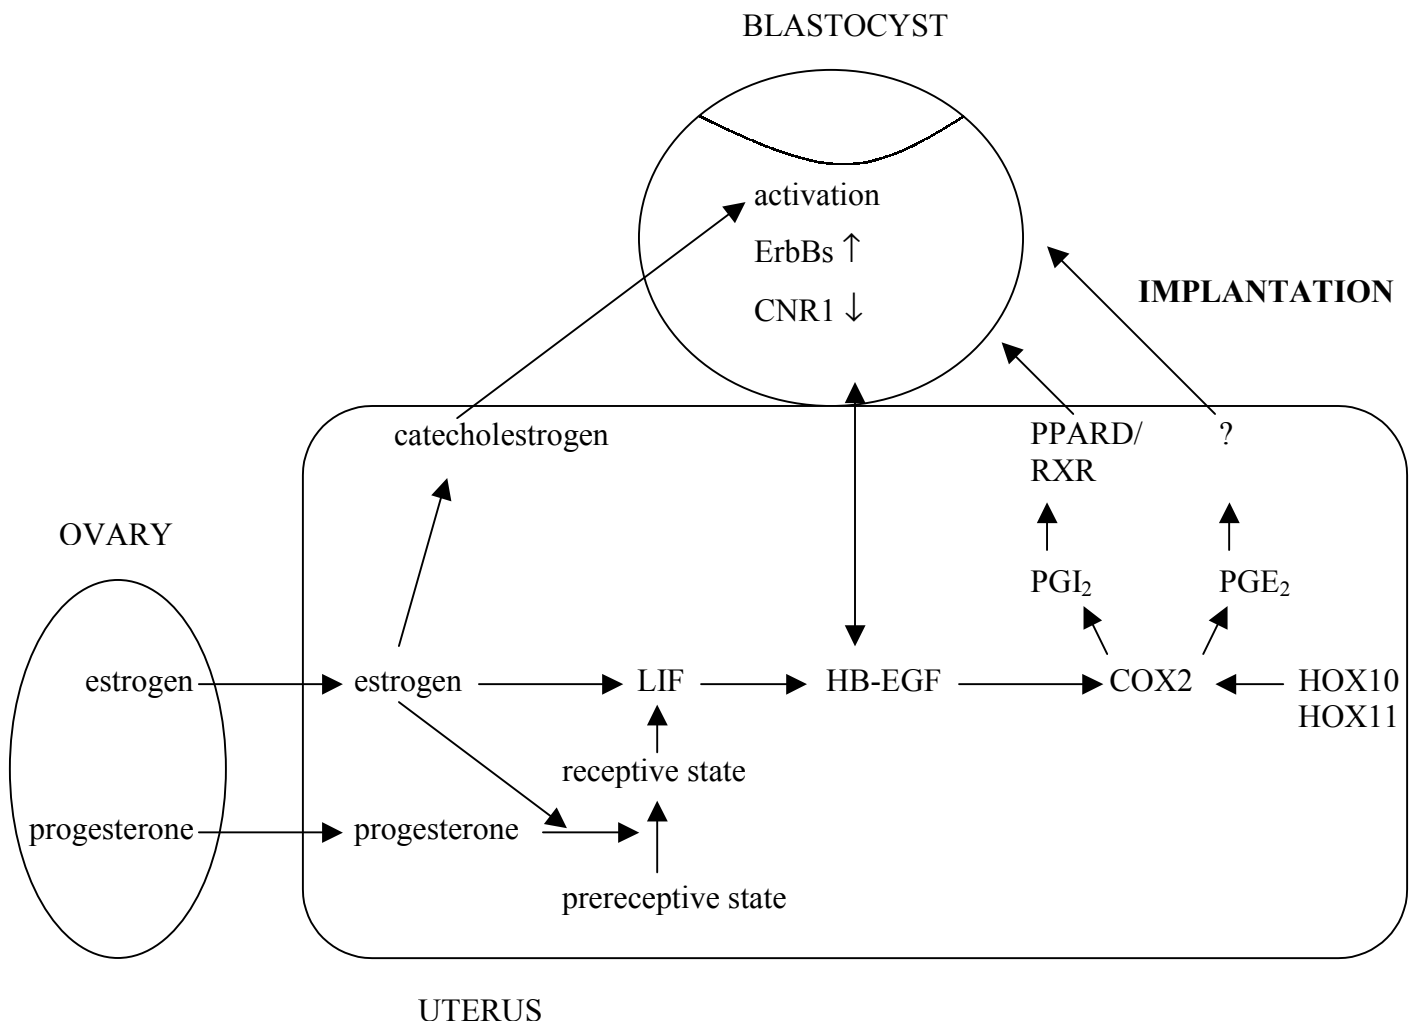 BLASTOCYST
activation
ErbBs ↑
CNR1 ↓
IMPLANTATION
catecholestrogen
PPARD/
RXR
?
OVARY
PGI₂
PGE₂
estrogen
estrogen
LIF
HB-EGF
COX2
HOX10
HOX11
receptive state
progesterone
progesterone
prereceptive state
UTERUS